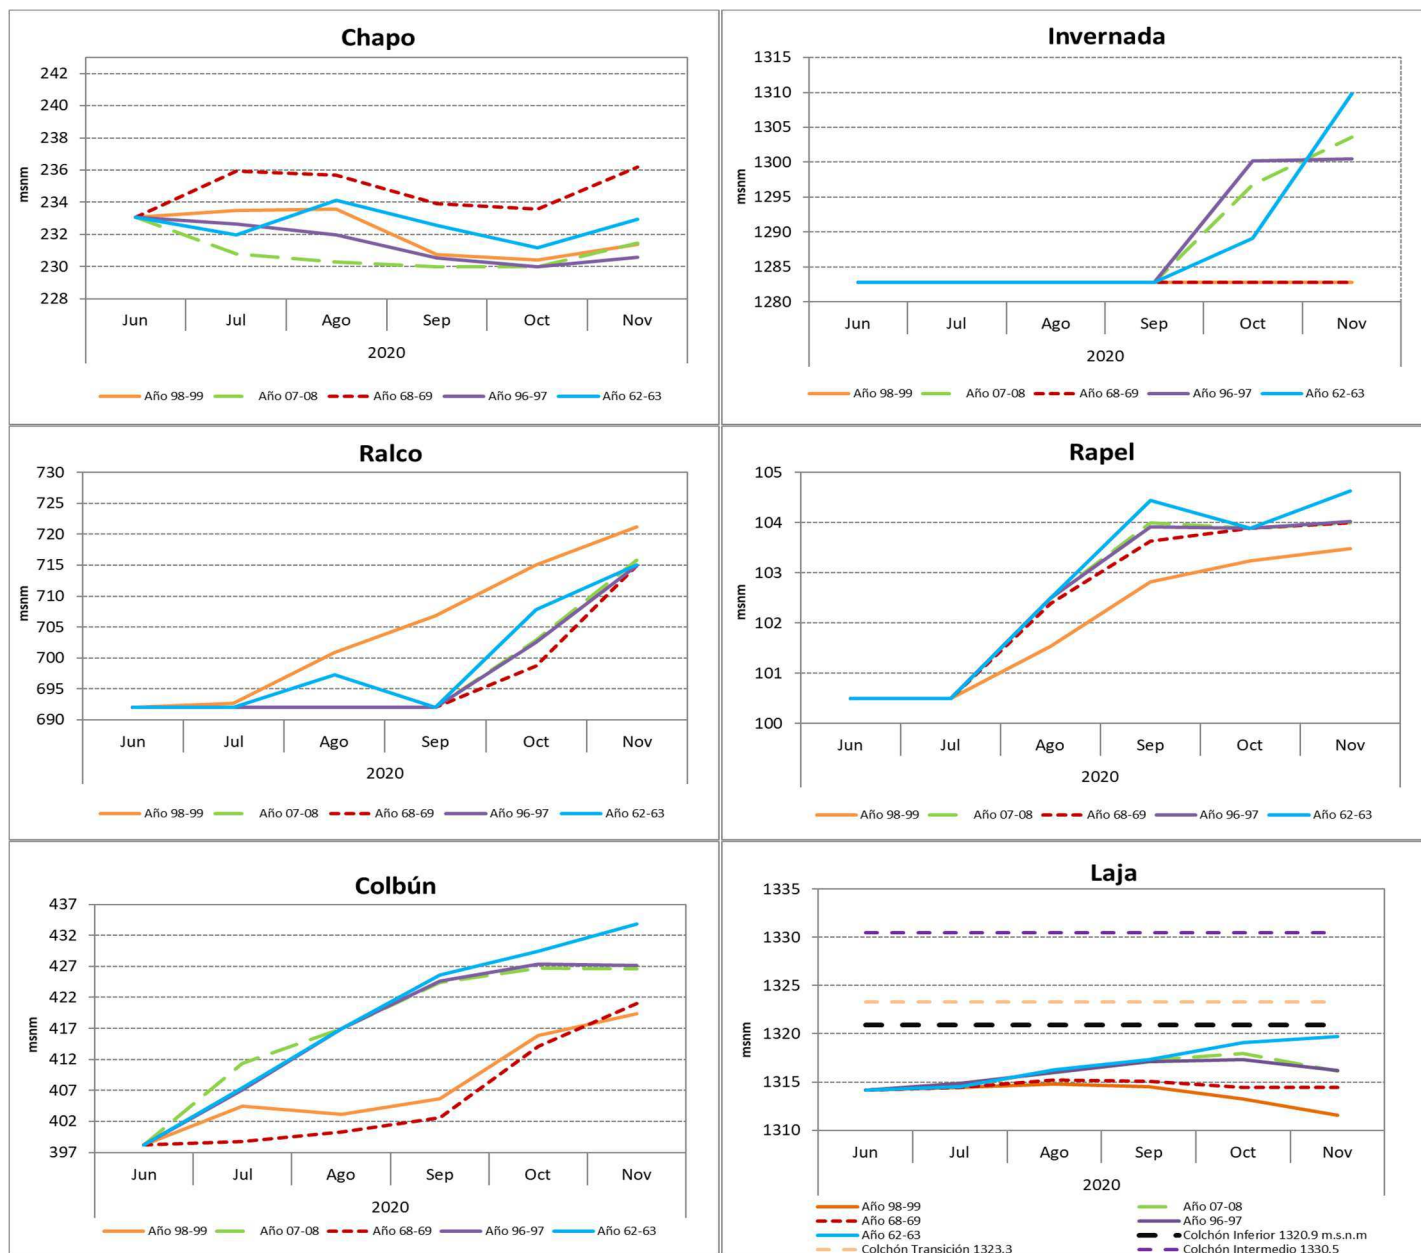 Chapo
242
240
238
236
234
232
230
228
msnm
Jun Jul Ago Sep Oct Nov
2020
Año 98-99 Año 07-08 Año 68-69 Año 96-97 Año 62-63
Invernada
1315
1310
1305
1300
1295
1290
1285
1280
msnm
Jun Jul Ago Sep Oct Nov
2020
Año 98-99 Año 07-08 Año 68-69 Año 96-97 Año 62-63
Ralco
730
725
720
715
710
705
700
695
690
msnm
Jun Jul Ago Sep Oct Nov
2020
Año 98-99 Año 07-08 Año 68-69 Año 96-97 Año 62-63
Rapel
105
104
103
102
101
100
msnm
Jun Jul Ago Sep Oct Nov
2020
Año 98-99 Año 07-08 Año 68-69 Año 96-97 Año 62-63
Colbún
437
432
427
422
417
412
407
402
397
msnm
Jun Jul Ago Sep Oct Nov
2020
Año 98-99 Año 07-08 Año 68-69 Año 96-97 Año 62-63
Laja
1335
1330
1325
1320
1315
1310
msnm
Jun Jul Ago Sep Oct Nov
2020
Año 98-99 Año 07-08
Año 68-69 Año 96-97
Año 62-63 Colchón Inferior 1320.9 m.s.n.m
Colchón Transición 1323.3 Colchón Intermedio 1330.5